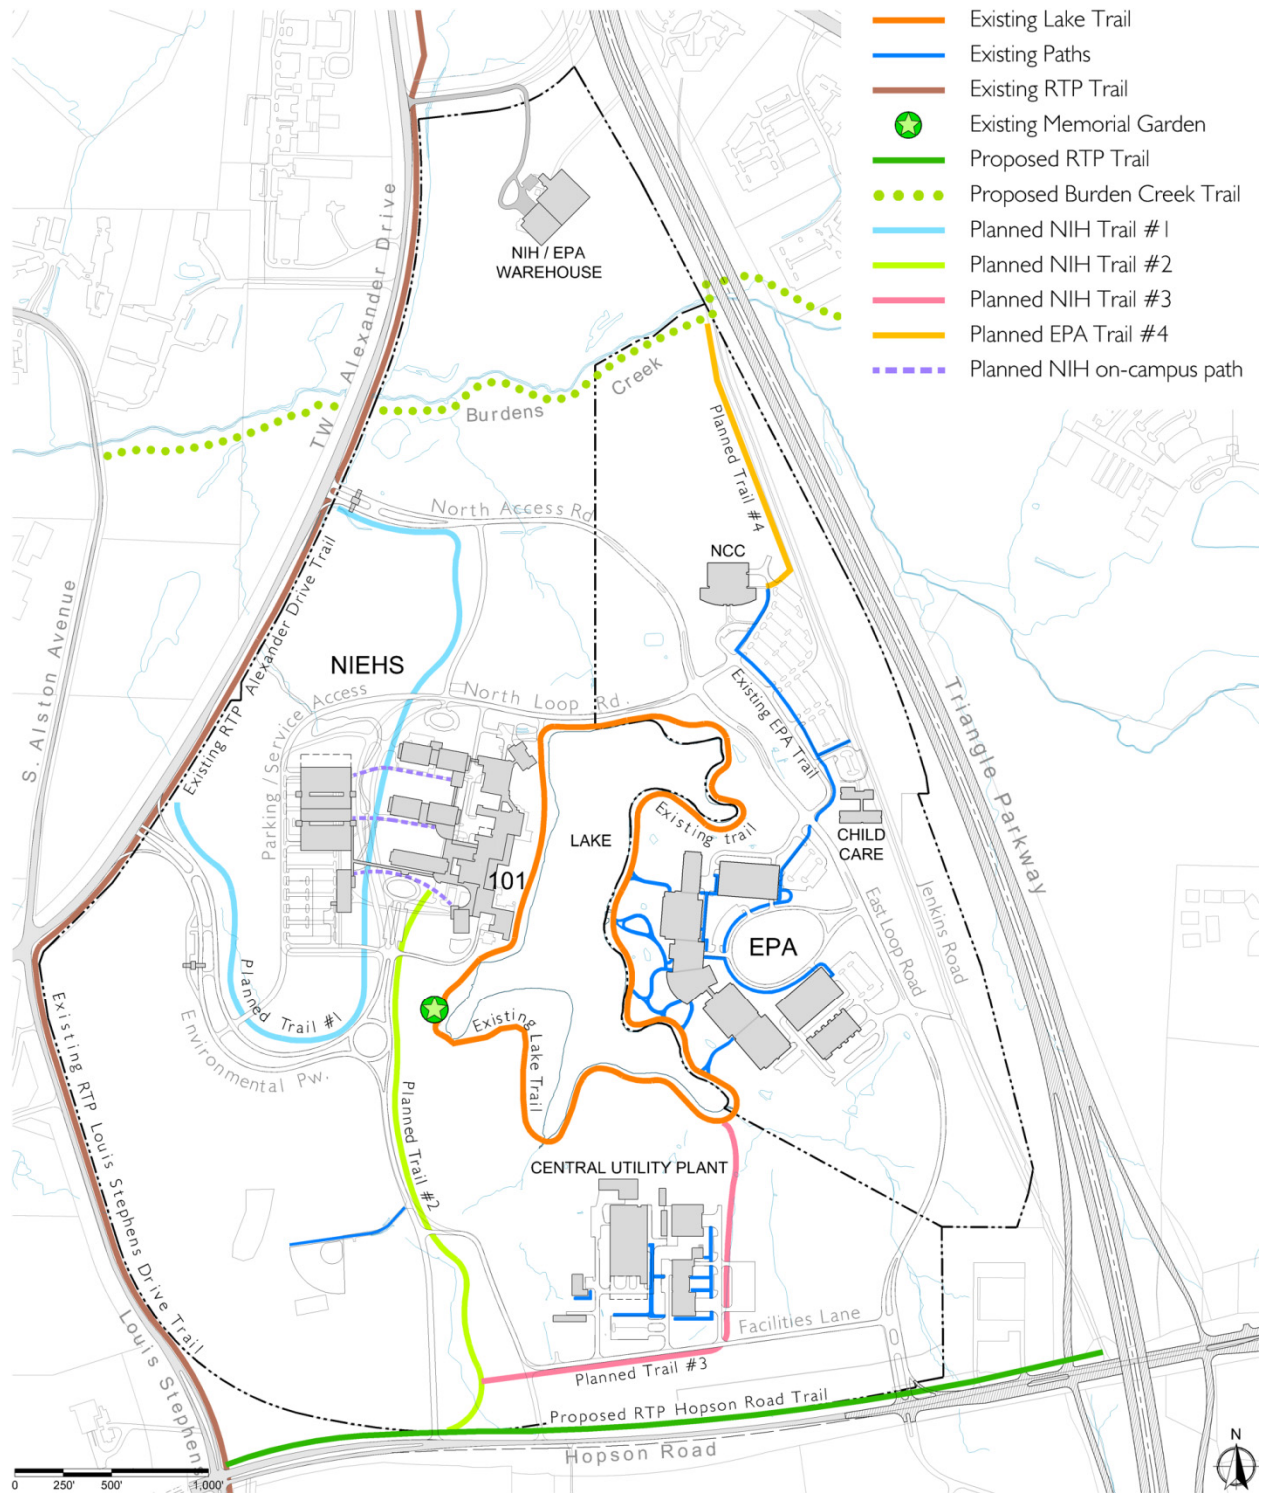 Existing Lake Trail
Existing Paths
Existing RTP Trail
Existing Memorial Garden
Proposed RTP Trail
Proposed Burden Creek Trail
Planned NIH Trail #1
Planned NIH Trail #2
Planned NIH Trail #3
Planned EPA Trail #4
Planned NIH on-campus path
TW Alexander Drive
NIH / EPA
WAREHOUSE
Burdens Creek
Planned Trail #4
North Access Rd
NCC
S. Alston Avenue
Existing RTP Alexander Drive Trail
NIEHS
Parking / Service Access
North Loop Rd.
Existing EPA Trail
Triangle Parkway
LAKE
Existing trail
CHILD
CARE
101
EPA
East Loop Road
Jenkins Road
Planned Trail #1
Environmental Pw.
Existing Lake Trail
Existing RTP Louis Stephens Drive Trail
Planned Trail #2
CENTRAL UTILITY PLANT
Facilities Lane
Planned Trail #3
Louis Stephens
Proposed RTP Hopson Road Trail
Hopson Road
N
0 250' 500' 1,000'